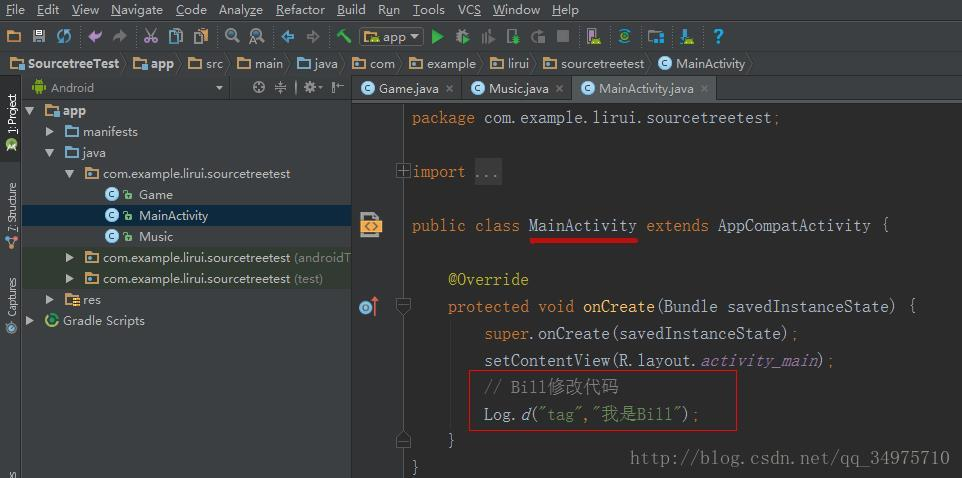 File Edit View Navigate Code Analyze Refactor Build Run Tools VCS Window Help
app
SourcetreeTest app src main java com example lirui sourcetreetest MainActivity
Android
Game.java Music.java MainActivity.java
1: Project
Z: Structure
Captures
app
manifests
java
com.example.lirui.sourcetreetest
Game
MainActivity
Music
com.example.lirui.sourcetreetest (androidT
com.example.lirui.sourcetreetest (test)
res
Gradle Scripts
package com.example.lirui.sourcetreetest;
import ...
public class MainActivity extends AppCompatActivity {
@Override
protected void onCreate(Bundle savedInstanceState) {
super.onCreate(savedInstanceState);
setContentView(R.layout.activity_main);
// Bill修改代码
Log.d("tag","我是Bill");
}
}
http://blog.csdn.net/qq_34975710